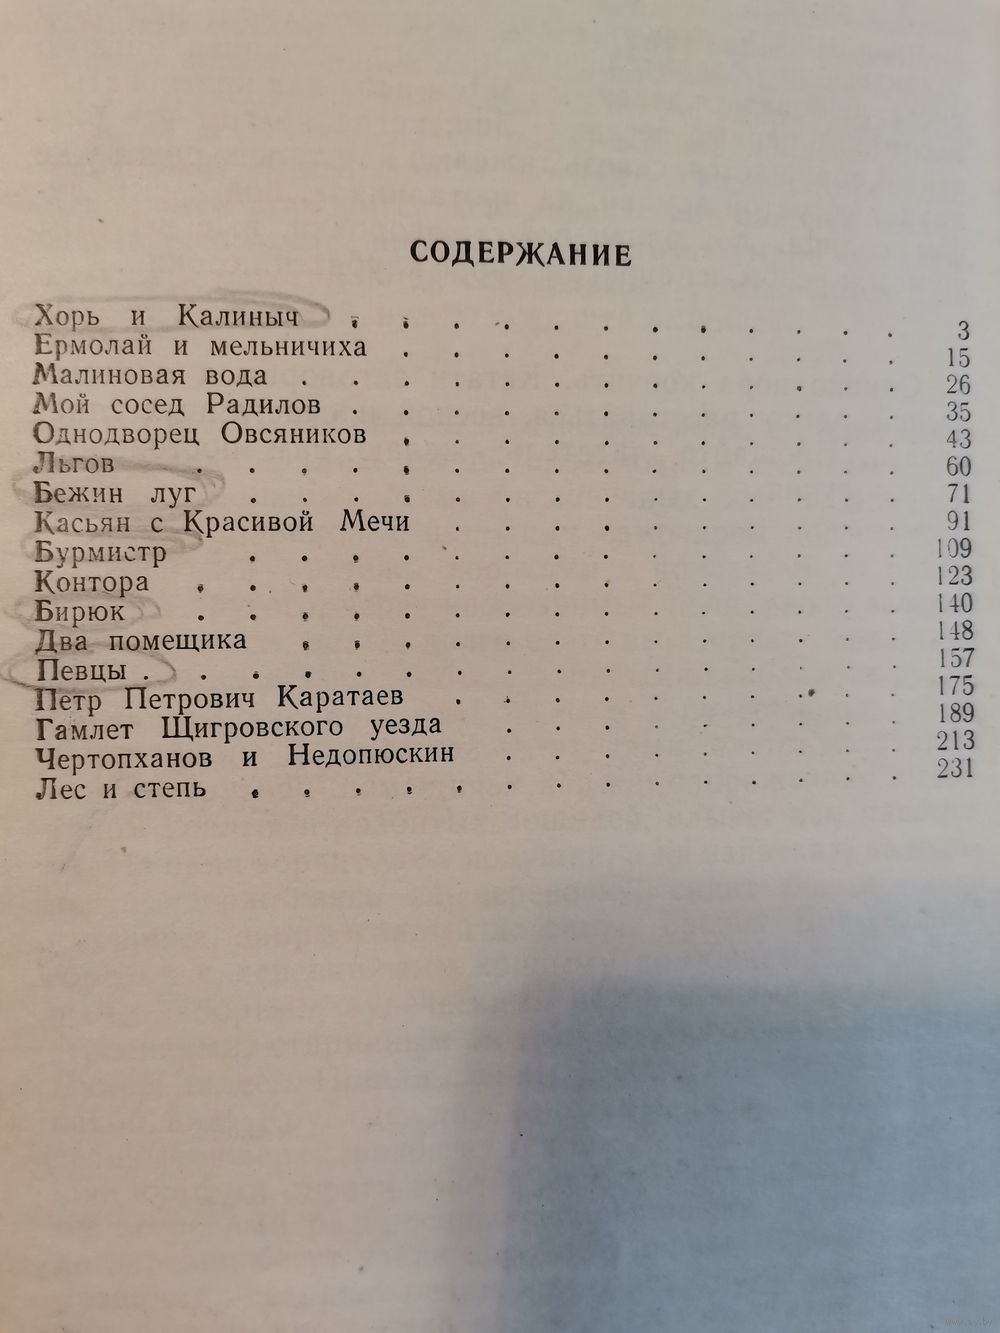 СОДЕРЖАНИЕ
Хорь и Калиныч . . . . . . . . . . . 3
Ермолай и мельничиха . . . . . . . . . . 15
Малиновая вода . . . . . . . . . . . . 26
Мой сосед Радилов . . . . . . . . . . . 35
Однодворец Овсяников . . . . . . . . . . 43
Льгов . . . . . . . . . . . . . . 60
Бежин луг . . . . . . . . . . . . . 71
Касьян с Красивой Мечи . . . . . . . . . 91
Бурмистр . . . . . . . . . . . . . 109
Контора . . . . . . . . . . . . . . 123
Бирюк . . . . . . . . . . . . . . 140
Два помещика . . . . . . . . . . . . 148
Певцы . . . . . . . . . . . . . . . 157
Петр Петрович Каратаев . . . . . . . . . 175
Гамлет Щигровского уезда . . . . . . . . 189
Чертопханов и Недопюскин . . . . . . . . 213
Лес и степь . . . . . . . . . . . . . 231